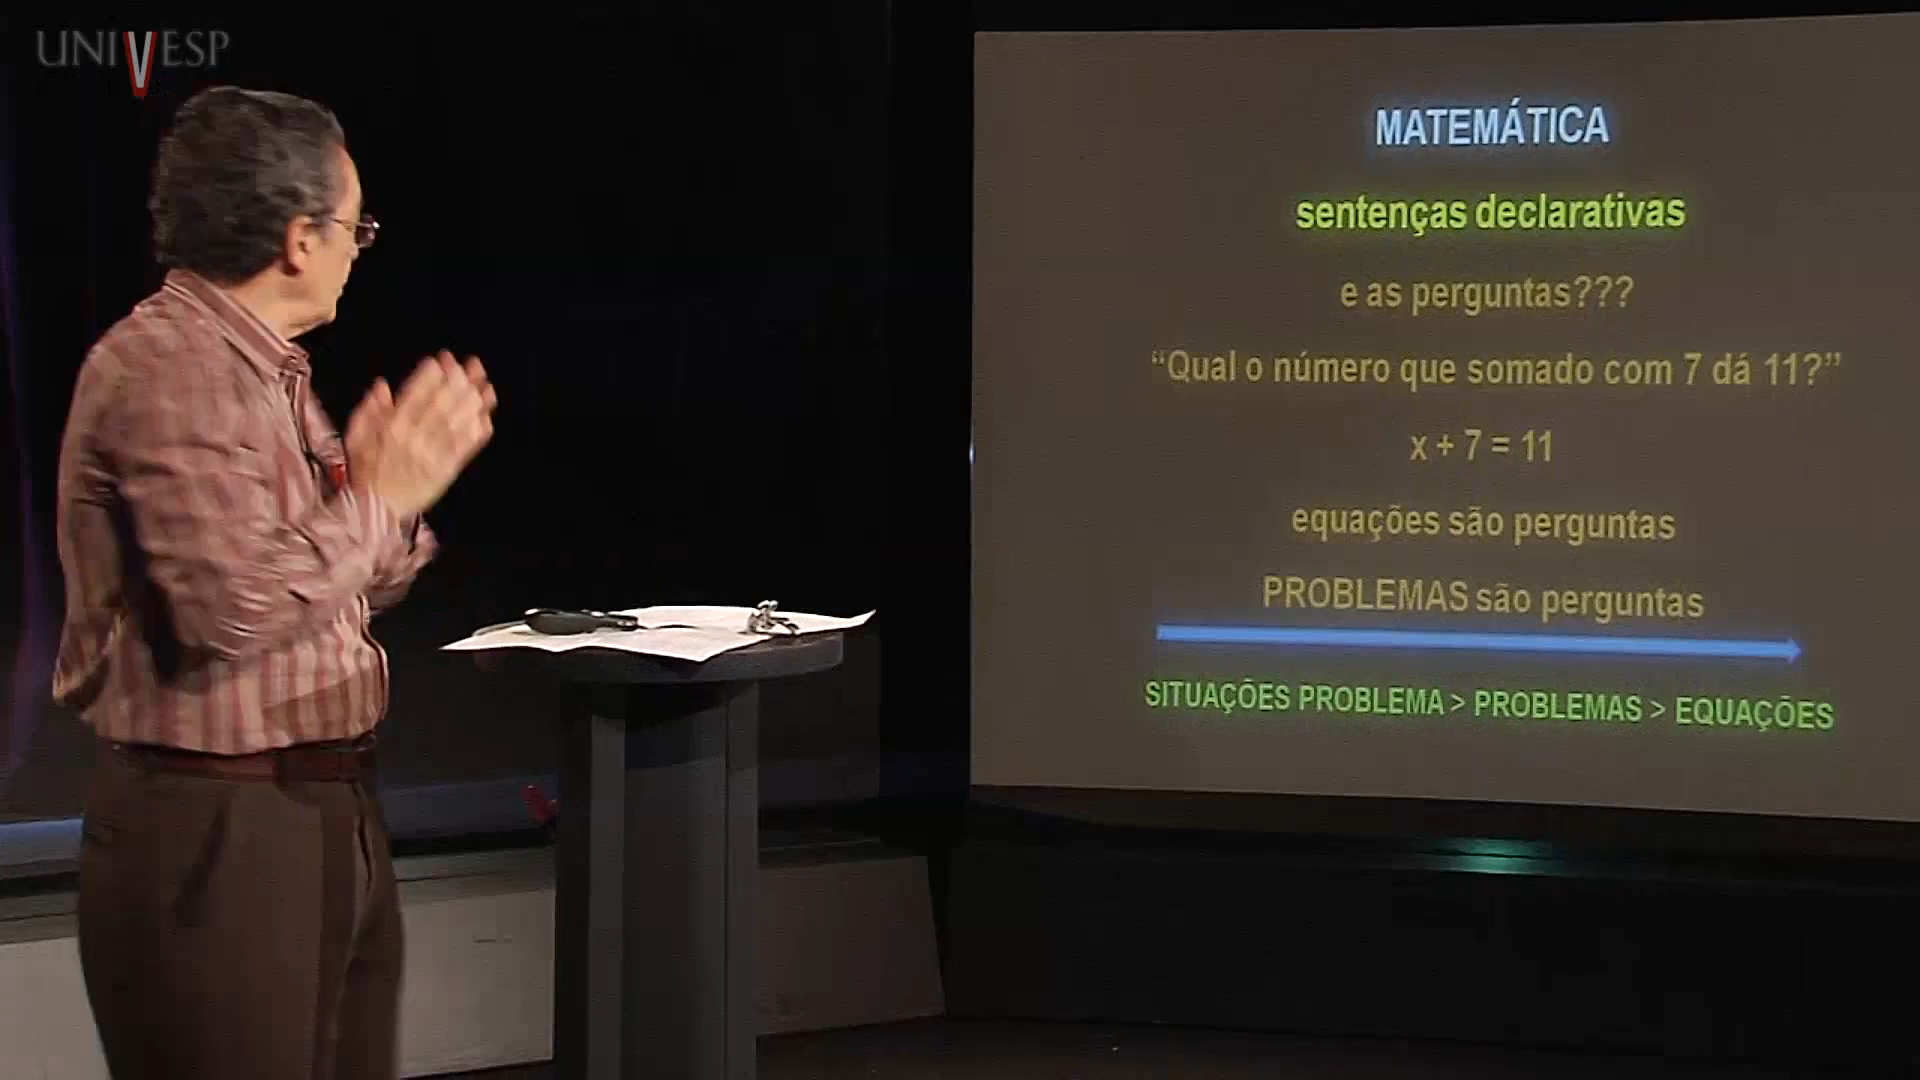 UNIVESP
MATEMÁTICA
sentenças declarativas
e as perguntas???
“Qual o número que somado com 7 dá 11?”
x + 7 = 11
equações são perguntas
PROBLEMAS são perguntas
SITUAÇÕES PROBLEMA > PROBLEMAS > EQUAÇÕES